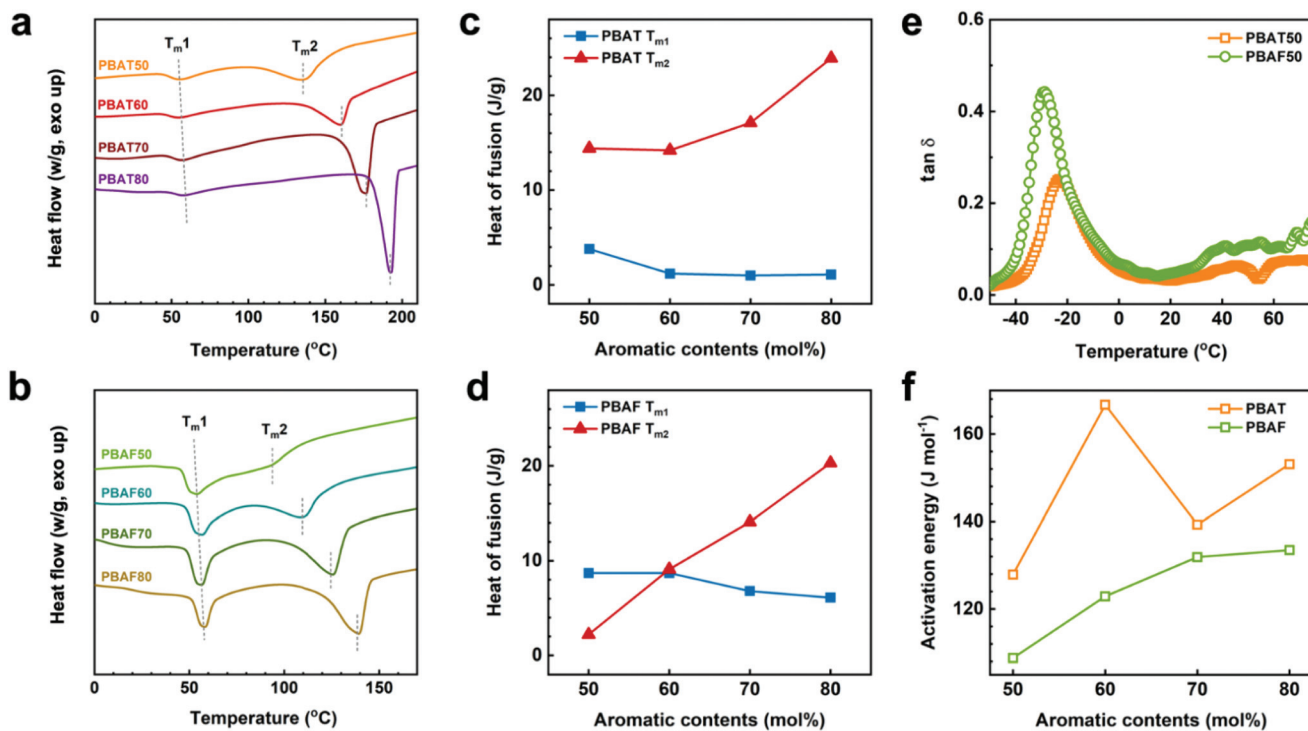 a
Tm1
Tm2
PBAT50
PBAT60
PBAT70
PBAT80
Heat flow (w/g, exo up)
0 50 100 150 200
Temperature (oC)
c
PBAT Tm1
PBAT Tm2
20
10
0
Heat of fusion (J/g)
50 60 70 80
Aromatic contents (mol%)
e
PBAT50
PBAF50
0.6
0.4
0.2
0.0
tan δ
-40 -20 0 20 40 60
Temperature (oC)
b
Tm1
Tm2
PBAF50
PBAF60
PBAF70
PBAF80
Heat flow (w/g, exo up)
0 50 100 150
Temperature (oC)
d
PBAF Tm1
PBAF Tm2
20
10
0
Heat of fusion (J/g)
50 60 70 80
Aromatic contents (mol%)
f
PBAT
PBAF
160
140
120
Activation energy (J mol-1)
50 60 70 80
Aromatic contents (mol%)